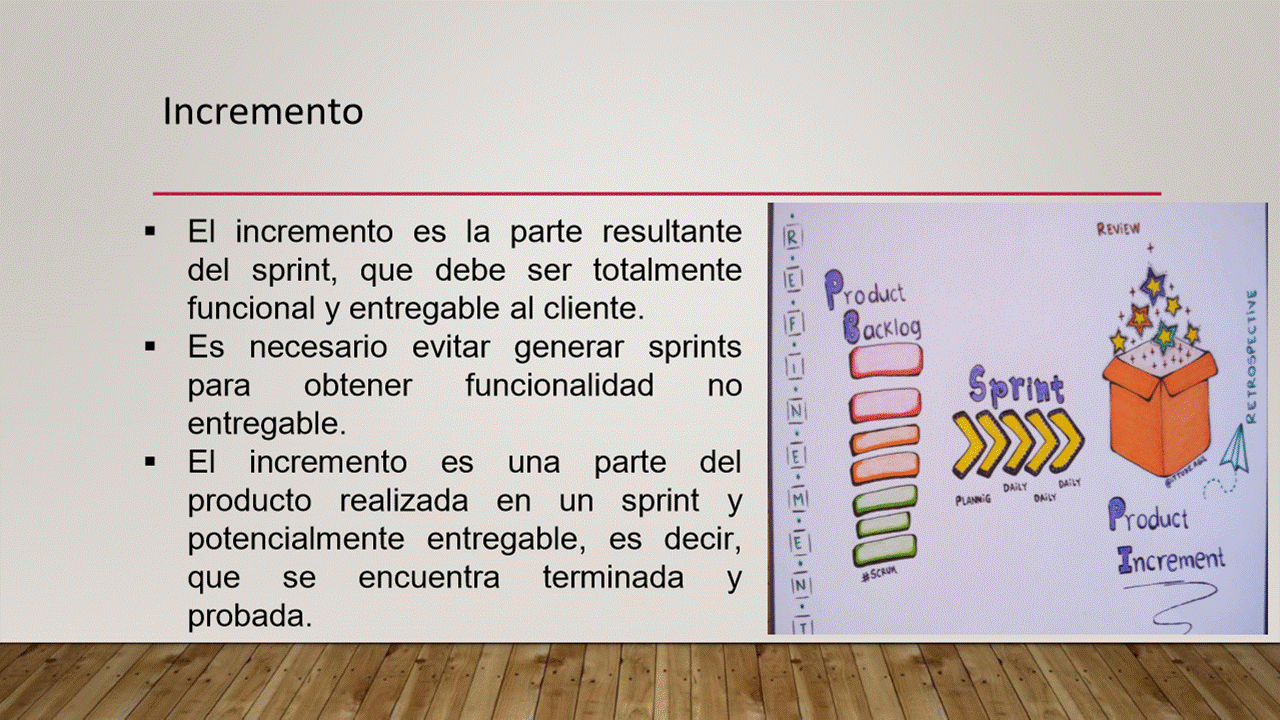 Incremento
▪ El incremento es la parte resultante
del sprint, que debe ser totalmente
funcional y entregable al cliente.
▪ Es necesario evitar generar sprints
para obtener funcionalidad no
entregable.
▪ El incremento es una parte del
producto realizada en un sprint y
potencialmente entregable, es decir,
que se encuentra terminada y
probada.
REFINEMENT
Product
Backlog
#SCRUM
Sprint
PLANNiG
DAiLY
DAiLY
DAiLY
REViEW
RETROSPECTIVE
Product
Increment